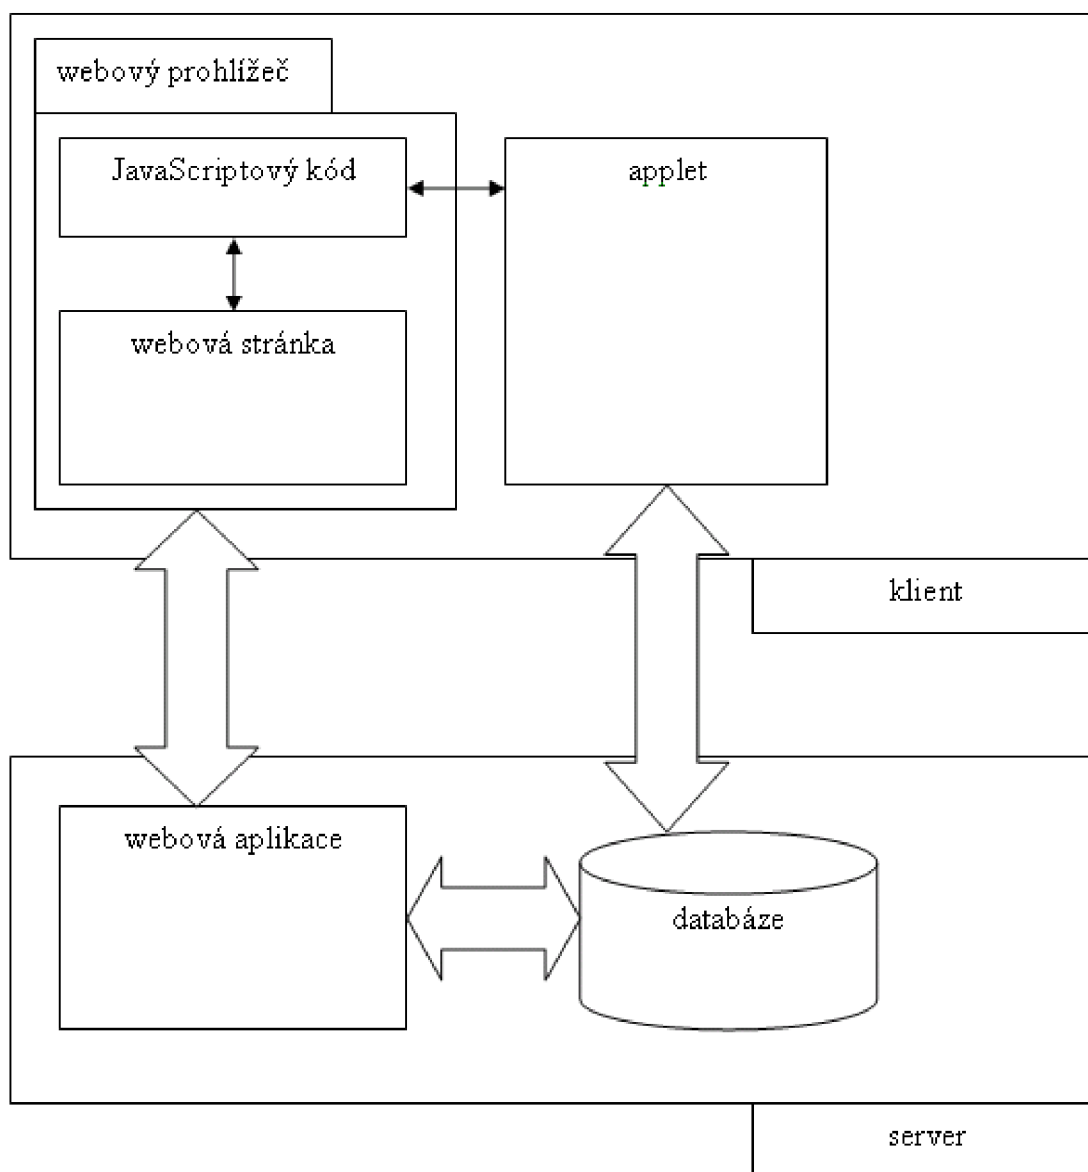 webový prohlížeč
JavaScriptový kód
applet
webová stránka
klient
webová aplikace
databáze
server